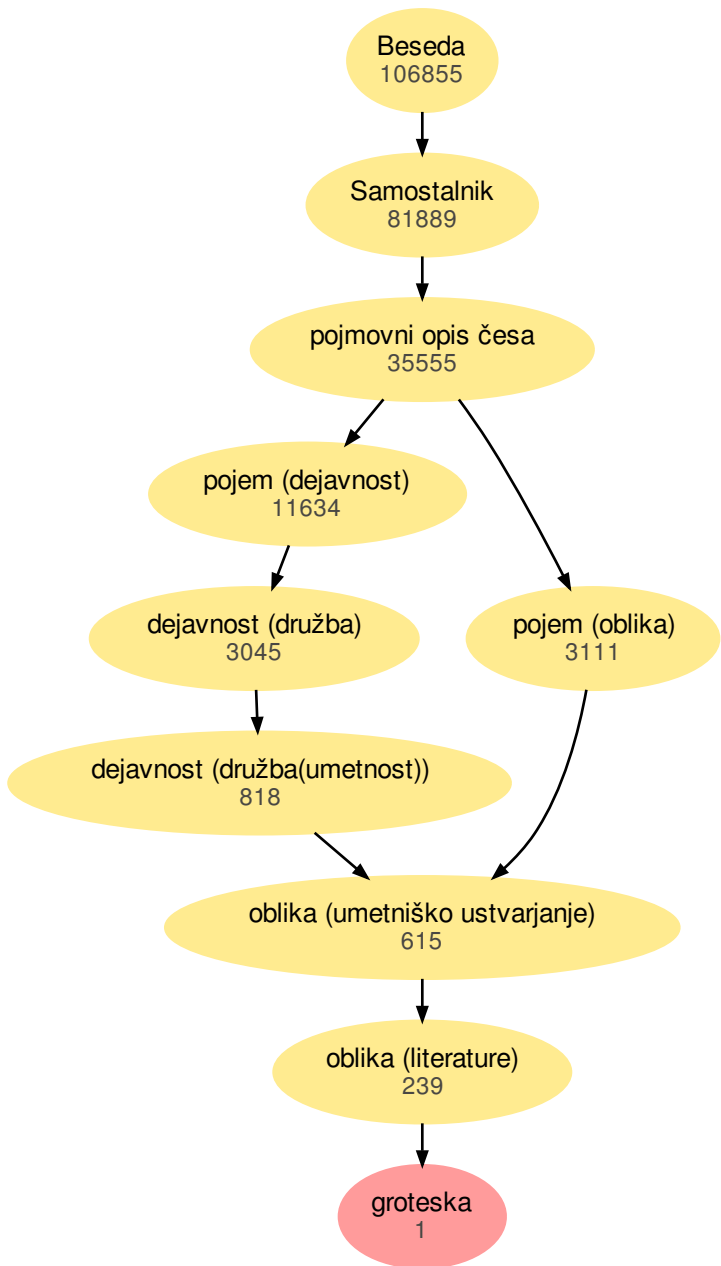 Beseda
106855
Samostalnik
81889
pojmovni opis česa
35555
pojem (dejavnost)
11634
dejavnost (družba)
3045
pojem (oblika)
3111
dejavnost (družba(umetnost))
818
oblika (umetniško ustvarjanje)
615
oblika (literature)
239
groteska
1